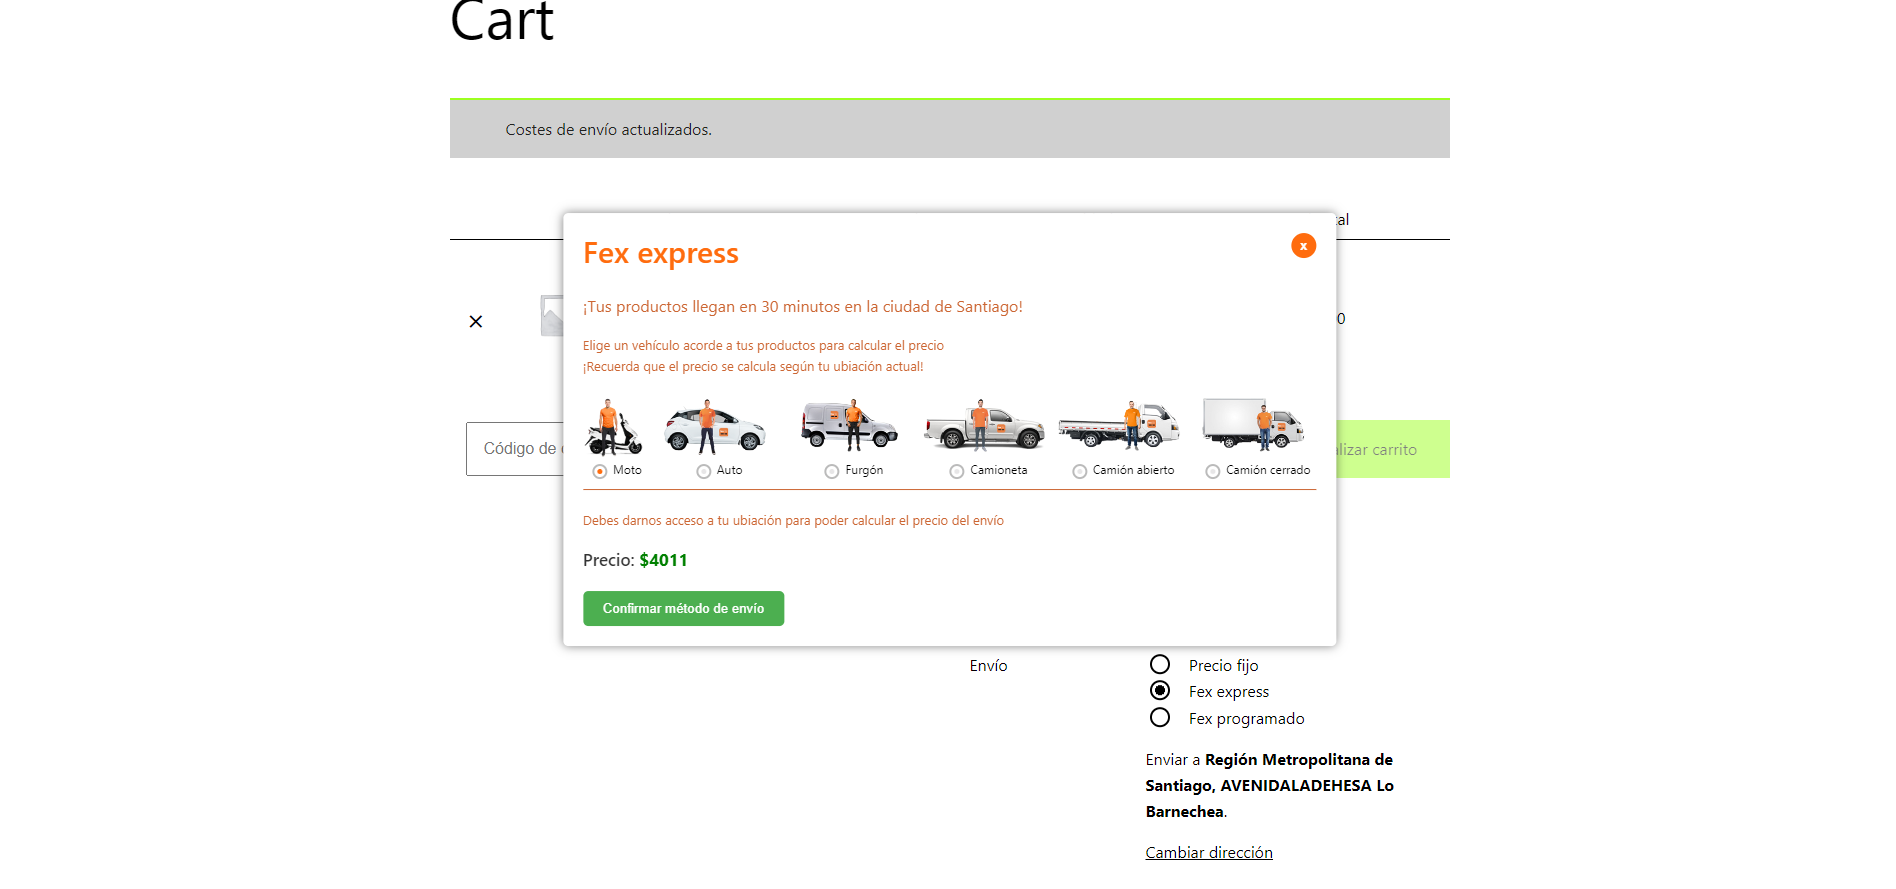 Cart
Costes de envío actualizados.
al
Fex express
x
¡Tus productos llegan en 30 minutos en la ciudad de Santiago!
0
Elige un vehículo acorde a tus productos para calcular el precio
¡Recuerda que el precio se calcula según tu ubiación actual!
Código de
lizar carrito
Moto Auto Furgón Camioneta Camión abierto Camión cerrado
Debes darnos acceso a tu ubiación para poder calcular el precio del envío
Precio: $4011
Confirmar método de envío
Envío
Precio fijo
Fex express
Fex programado
Enviar a Región Metropolitana de
Santiago, AVENIDALADEHESA Lo
Barnechea.
Cambiar dirección